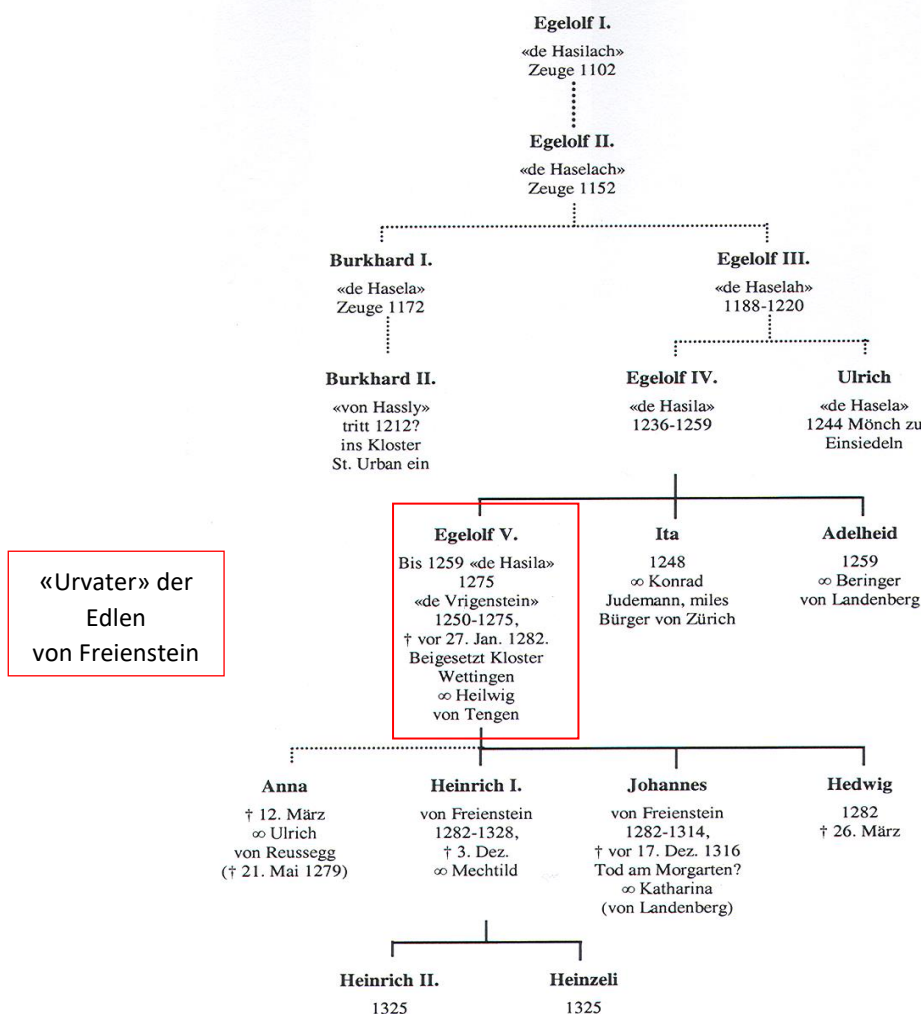 Egelolf I.
«de Hasilach»
Zeuge 1102
Egelolf II.
«de Haselach»
Zeuge 1152
Burkhard I.
«de Hasela»
Zeuge 1172
Egelolf III.
«de Haselah»
1188-1220
Burkhard II.
«von Hassly»
tritt 1212?
ins Kloster
St. Urban ein
Egelolf IV.
«de Hasila»
1236-1259
Ulrich
«de Hasela»
1244 Mönch zu
Einsiedeln
«Urvater» der
Edlen
von Freienstein
Egelolf V.
Bis 1259 «de Hasila»
1275
«de Vrigenstein»
1250-1275,
† vor 27. Jan. 1282.
Beigesetzt Kloster
Wettingen
∞ Heilwig
von Tengen
Ita
1248
∞ Konrad
Judemann, miles
Bürger von Zürich
Adelheid
1259
∞ Beringer
von Landenberg
Anna
† 12. März
∞ Ulrich
von Reussegg
(† 21. Mai 1279)
Heinrich I.
von Freienstein
1282-1328,
† 3. Dez.
∞ Mechtild
Johannes
von Freienstein
1282-1314,
† vor 17. Dez. 1316
Tod am Morgarten?
∞ Katharina
(von Landenberg)
Hedwig
1282
† 26. März
Heinrich II.
1325
Heinzeli
1325